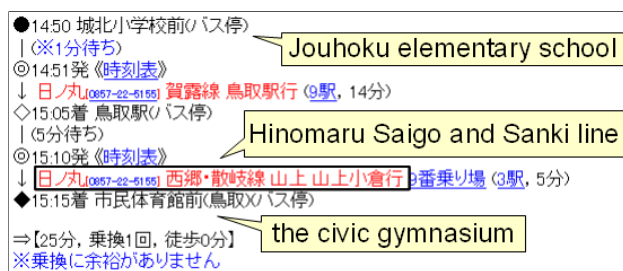 ●14:50 城北小学校前(バス停)
Jouhoku elementary school
｜(※1分待ち)
◎14:51発 《時刻表》
↓ 日ノ丸[0857-22-5155] 賀露線 鳥取駅行 (9駅, 14分)
◇15:05着 鳥取駅(バス停)
｜(5分待ち)
Hinomaru Saigo and Sanki line
◎15:10発 《時刻表》
↓ 日ノ丸[0857-22-5155] 西郷・散岐線 山上 山上小倉行 9番乗り場 (3駅, 5分)
◆15:15着 市民体育館前(鳥取)(バス停)
the civic gymnasium
⇒【25分, 乗換1回, 徒歩0分】
※乗換に余裕がありません